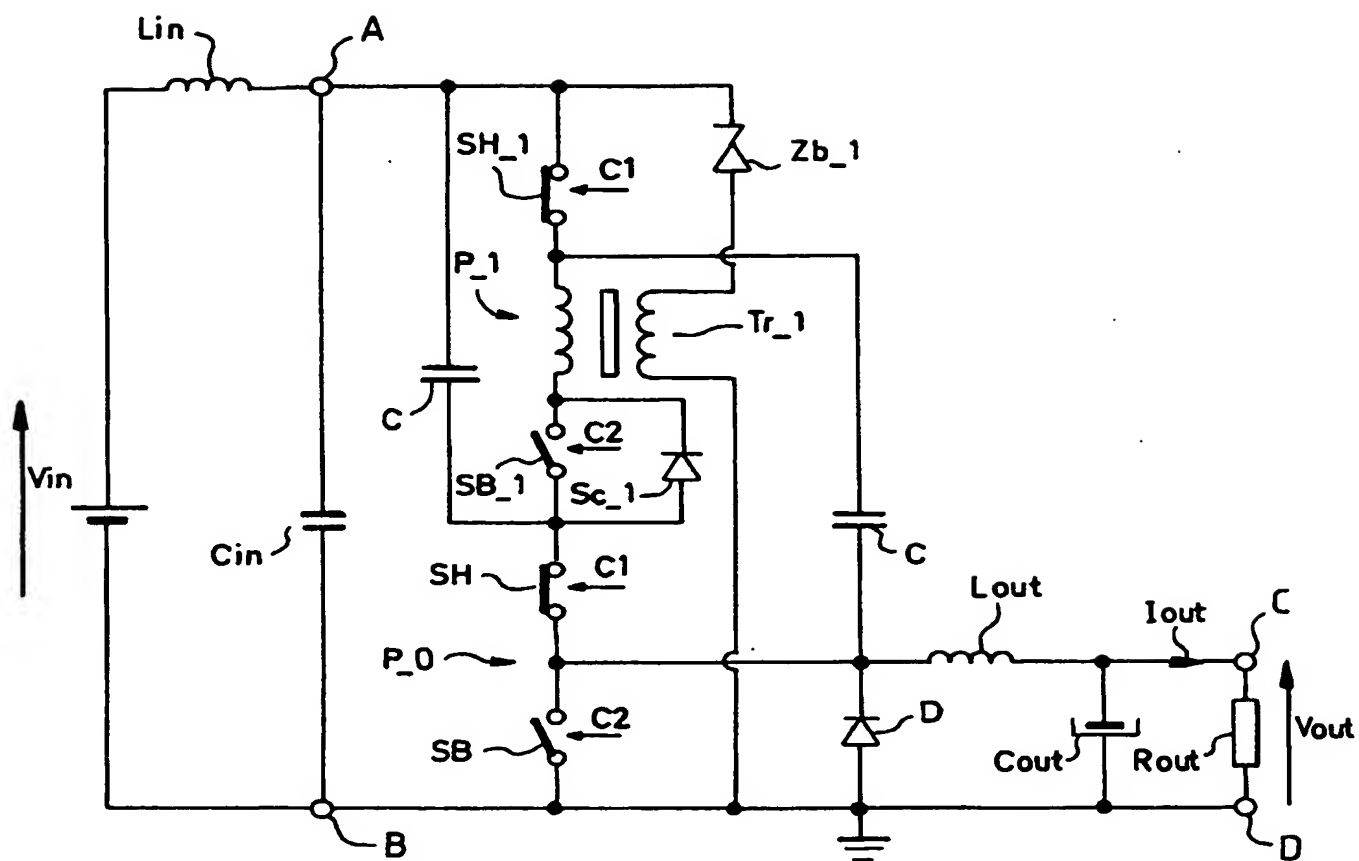 Lin
A
SH_1
C1
Zb_1
P_1
Tr_1
C
C2
SB_1
Sc_1
Vin
Cin
C
SH
C1
Lout
Iout
C
P_0
C2
SB
D
Cout
Rout
Vout
B
D